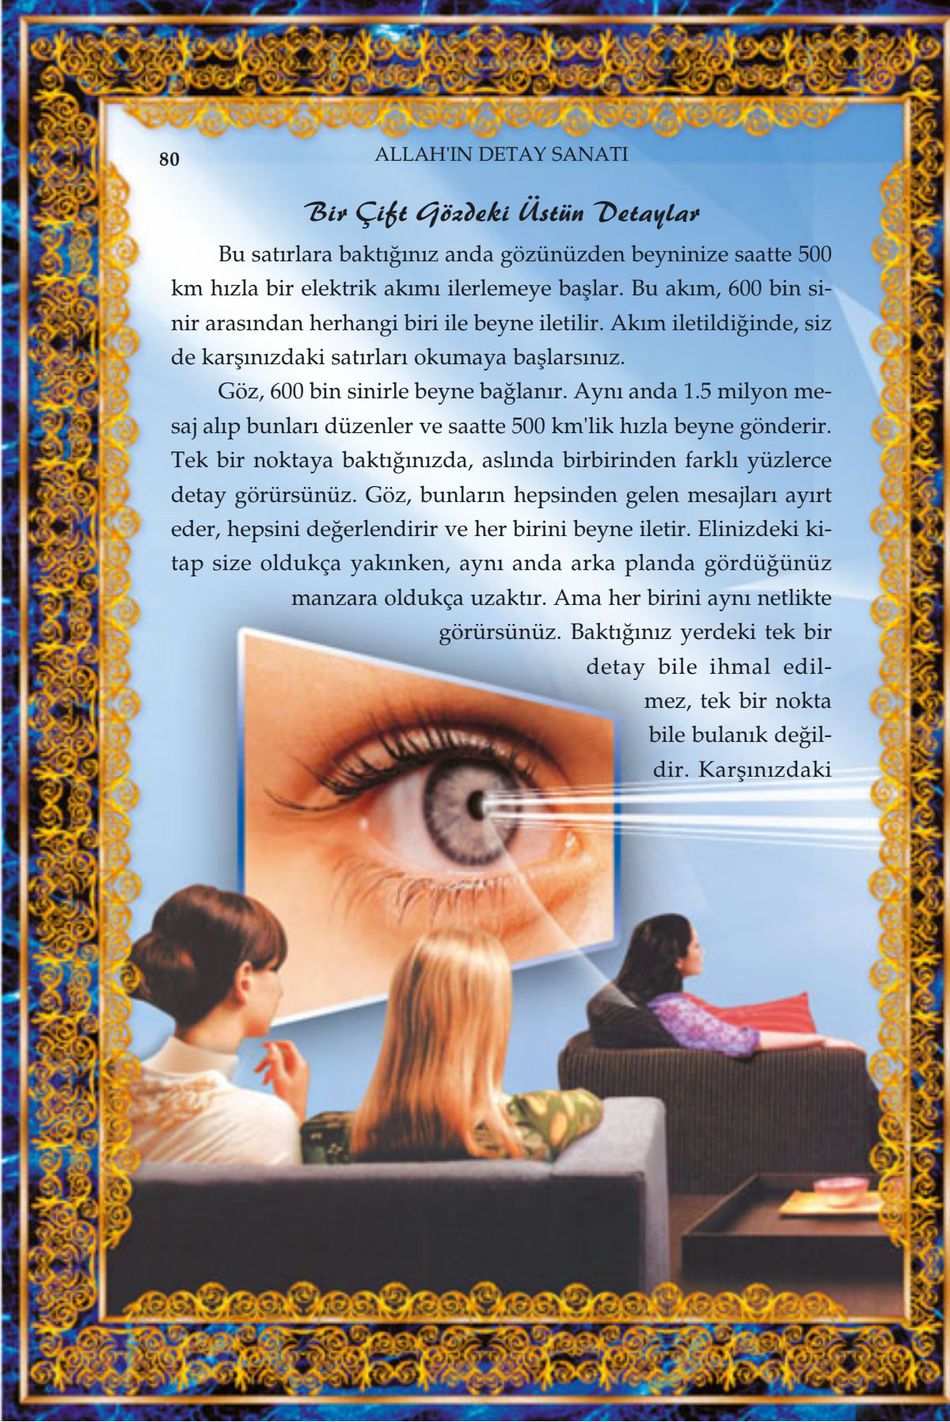 80
ALLAH'IN DETAY SANATI
Bir Çift Gözdeki Üstün Detaylar
Bu satırlara baktığınız anda gözünüzden beyninize saatte 500
km hızla bir elektrik akımı ilerlemeye başlar. Bu akım, 600 bin si-
nir arasından herhangi biri ile beyne iletilir. Akım iletildiğinde, siz
de karşınızdaki satırları okumaya başlarsınız.
Göz, 600 bin sinirle beyne bağlanır. Aynı anda 1.5 milyon me-
saj alıp bunları düzenler ve saatte 500 km'lik hızla beyne gönderir.
Tek bir noktaya baktığınızda, aslında birbirinden farklı yüzlerce
detay görürsünüz. Göz, bunların hepsinden gelen mesajları ayırt
eder, hepsini değerlendirir ve her birini beyne iletir. Elinizdeki ki-
tap size oldukça yakınken, aynı anda arka planda gördüğünüz
manzara oldukça uzaktır. Ama her birini aynı netlikte
görürsünüz. Baktığınız yerdeki tek bir
detay bile ihmal edil-
mez, tek bir nokta
bile bulanık değil-
dir. Karşınızdaki